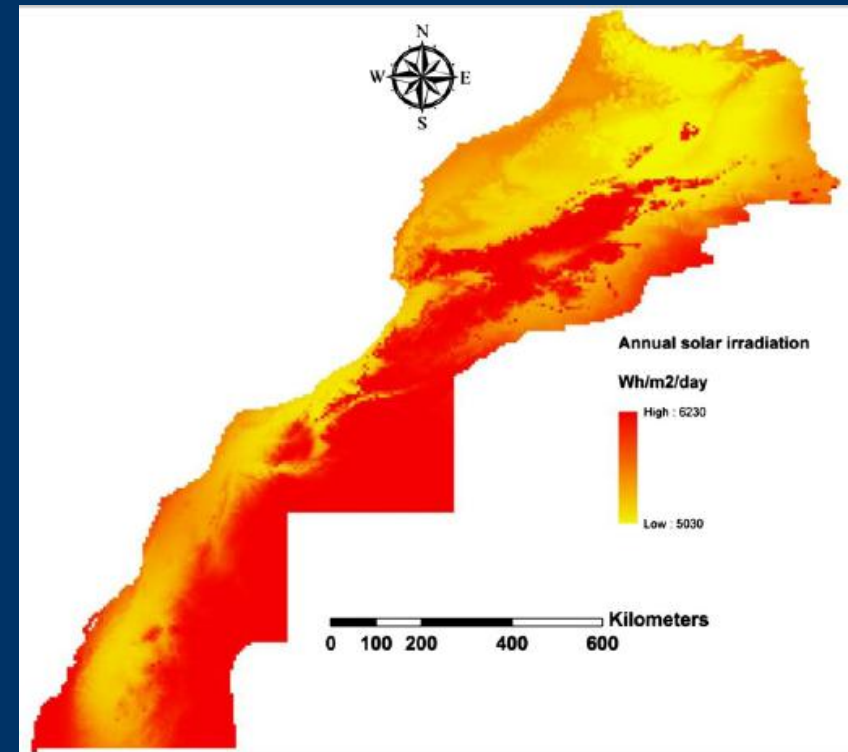 N
W E
S
Annual solar irradiation
Wh/m2/day
High : 6230
Low : 5030
Kilometers
0 100 200 400 600